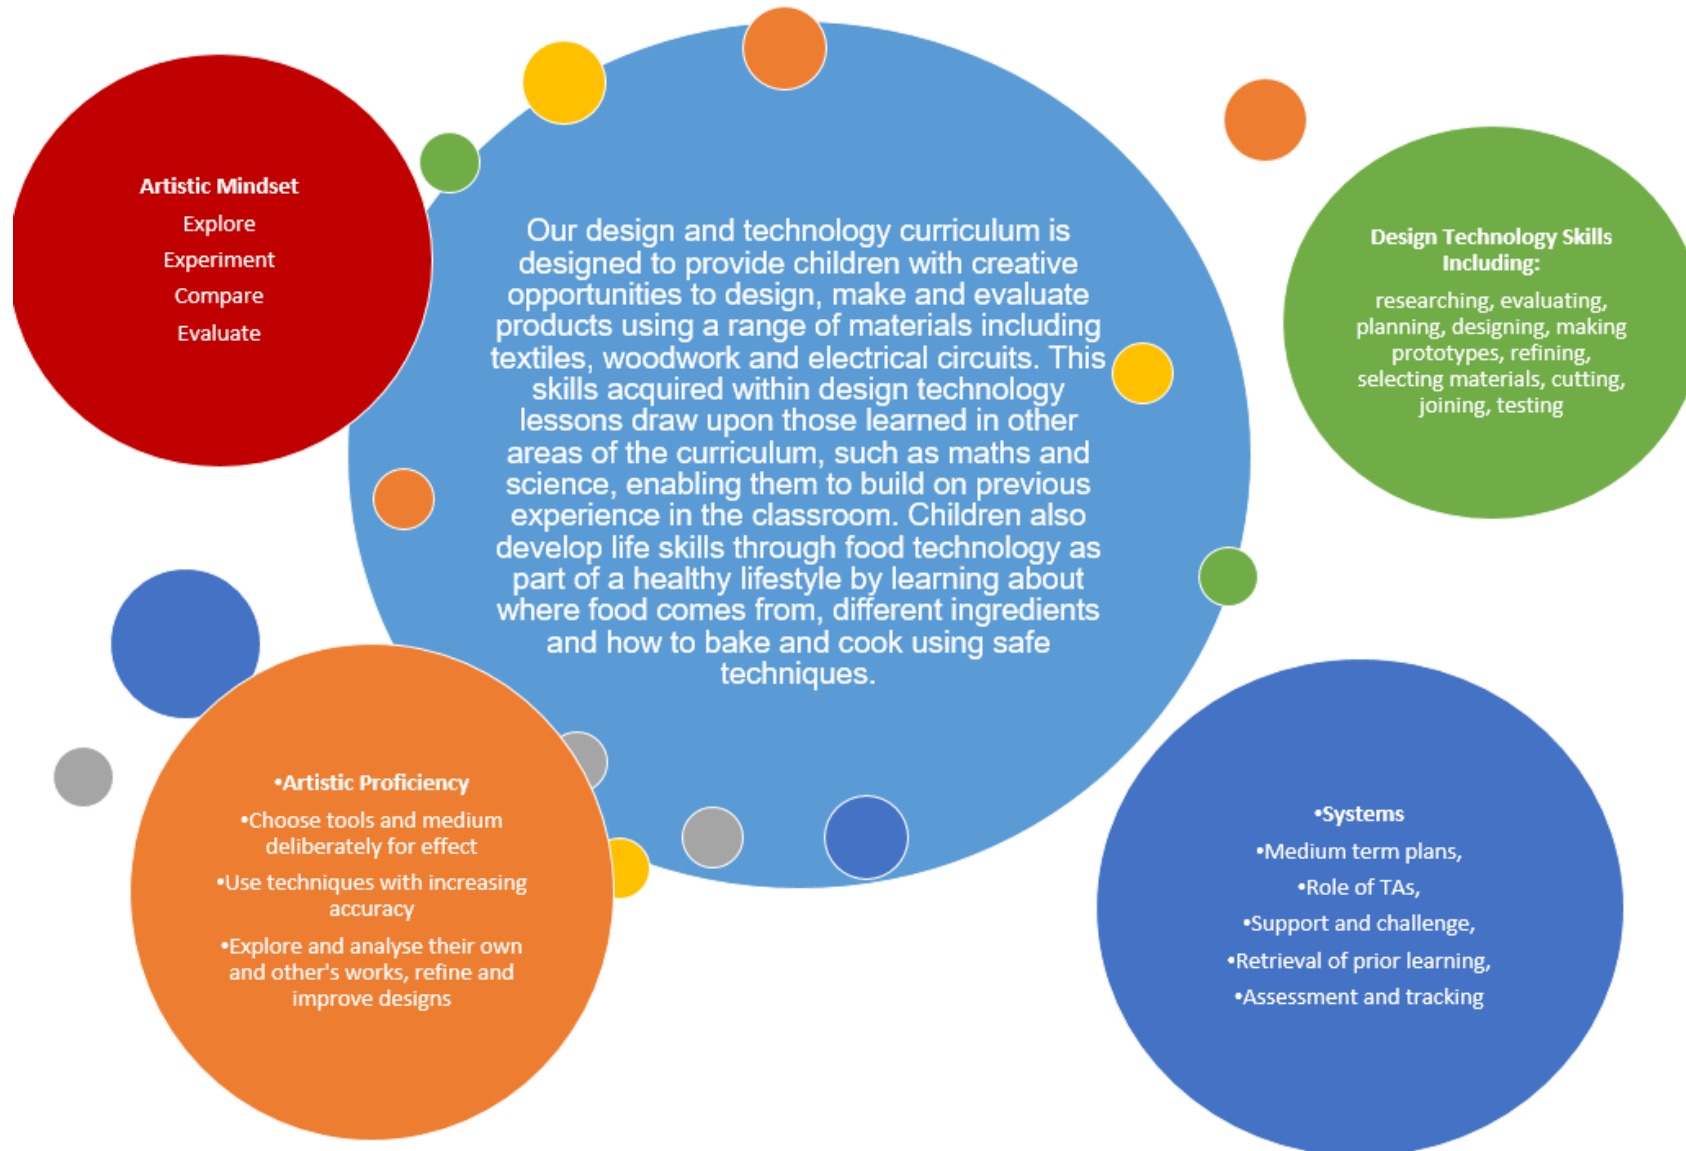 Artistic Mindset
Explore
Experiment
Compare
Evaluate
Our design and technology curriculum is
designed to provide children with creative
opportunities to design, make and evaluate
products using a range of materials including
textiles, woodwork and electrical circuits. This
skills acquired within design technology
lessons draw upon those learned in other
areas of the curriculum, such as maths and
science, enabling them to build on previous
experience in the classroom. Children also
develop life skills through food technology as
part of a healthy lifestyle by learning about
where food comes from, different ingredients
and how to bake and cook using safe
techniques.
Design Technology Skills
Including:
researching, evaluating,
planning, designing, making
prototypes, refining,
selecting materials, cutting,
joining, testing
•Artistic Proficiency
•Choose tools and medium
deliberately for effect
•Use techniques with increasing
accuracy
•Explore and analyse their own
and other's works, refine and
improve designs
•Systems
•Medium term plans,
•Role of TAs,
•Support and challenge,
•Retrieval of prior learning,
•Assessment and tracking